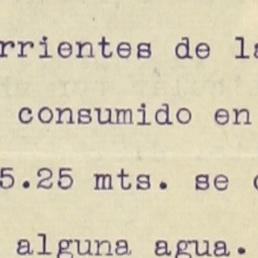 rrientes de la
consumido en
5.25 mts. se
alguna agua.